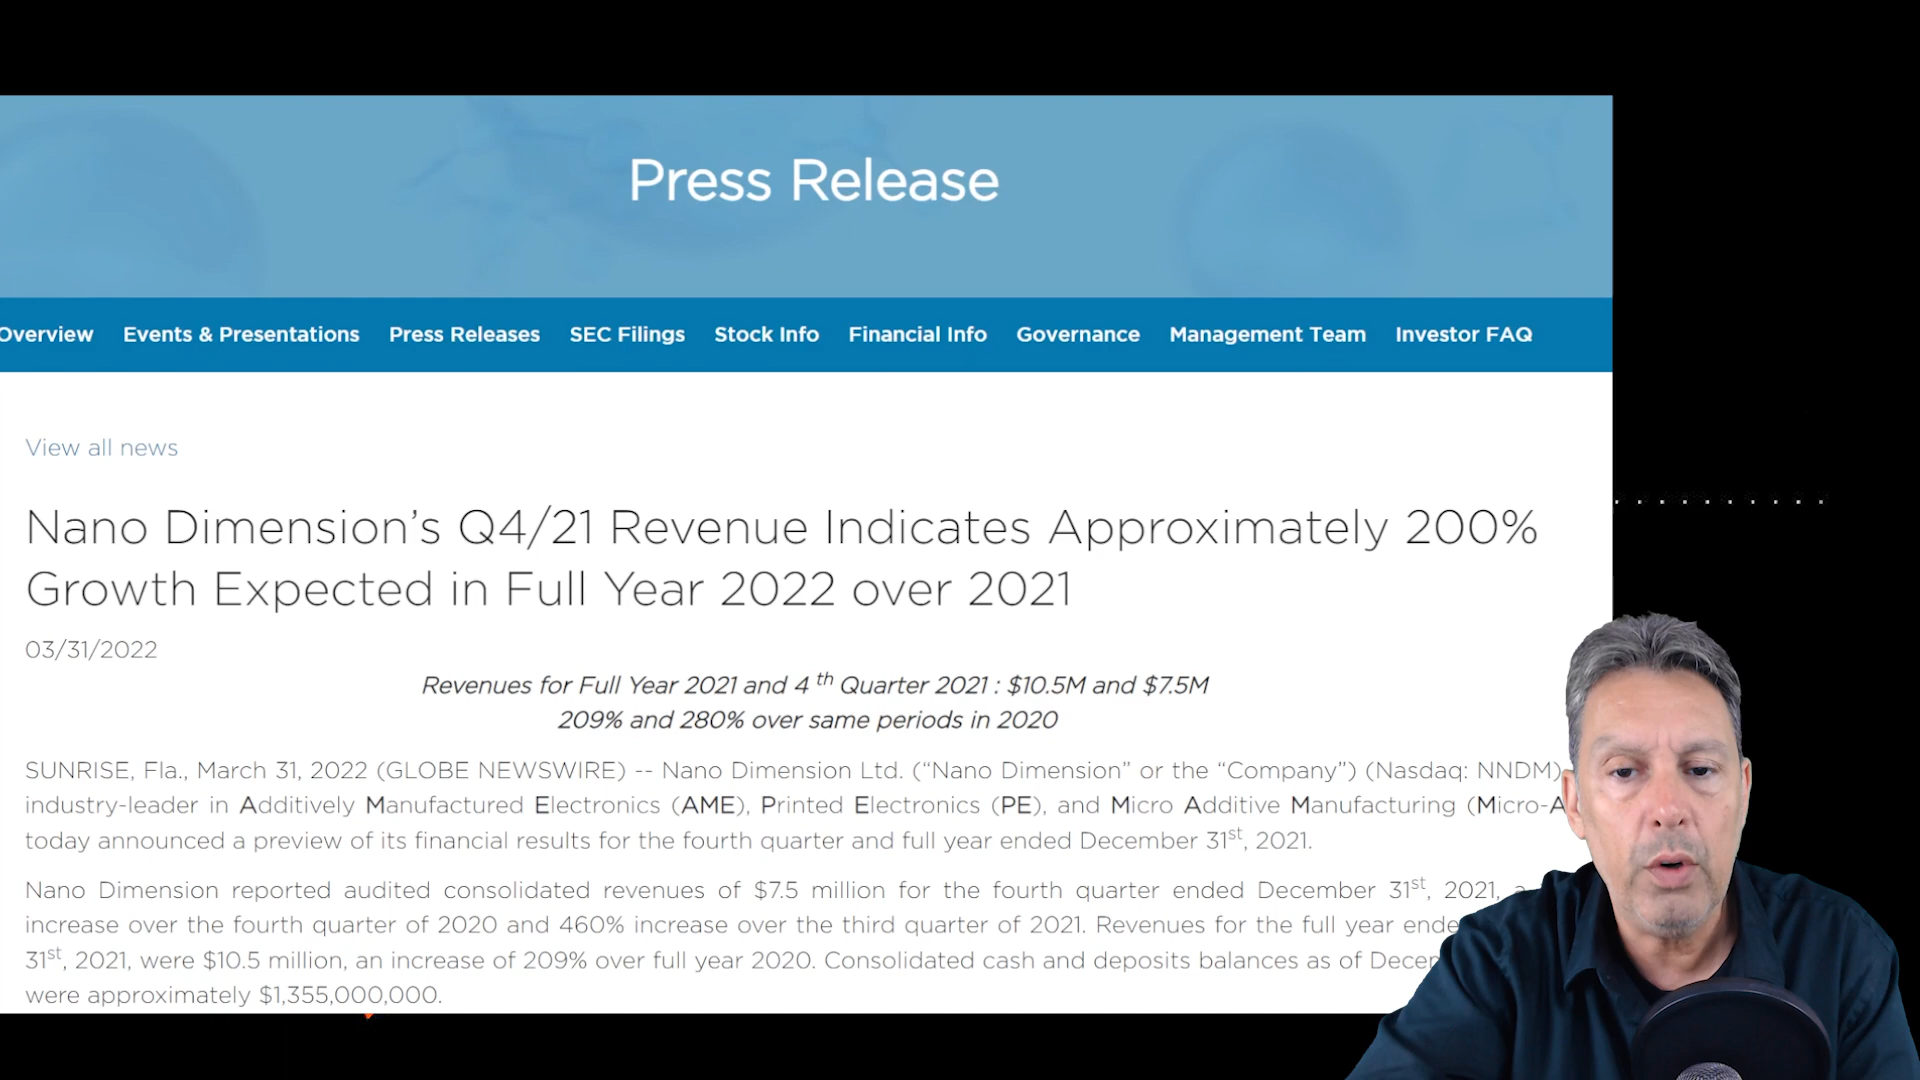 Press Release
Overview Events & Presentations Press Releases SEC Filings Stock Info Financial Info Governance Management Team Investor FAQ
View all news
Nano Dimension's Q4/21 Revenue Indicates Approximately 200%
Growth Expected in Full Year 2022 over 2021
03/31/2022
Revenues for Full Year 2021 and 4 th Quarter 2021 : $10.5M and $7.5M
209% and 280% over same periods in 2020
SUNRISE, Fla., March 31, 2022 (GLOBE NEWSWIRE) -- Nano Dimension Ltd. (“Nano Dimension” or the “Company”) (Nasdaq: NNDM)
industry-leader in Additively Manufactured Electronics (AME), Printed Electronics (PE), and Micro Additive Manufacturing (Micro-A
today announced a preview of its financial results for the fourth quarter and full year ended December 31st, 2021.
Nano Dimension reported audited consolidated revenues of $7.5 million for the fourth quarter ended December 31st, 2021,
increase over the fourth quarter of 2020 and 460% increase over the third quarter of 2021. Revenues for the full year ende
31st, 2021, were $10.5 million, an increase of 209% over full year 2020. Consolidated cash and deposits balances as of Decem
were approximately $1,355,000,000.